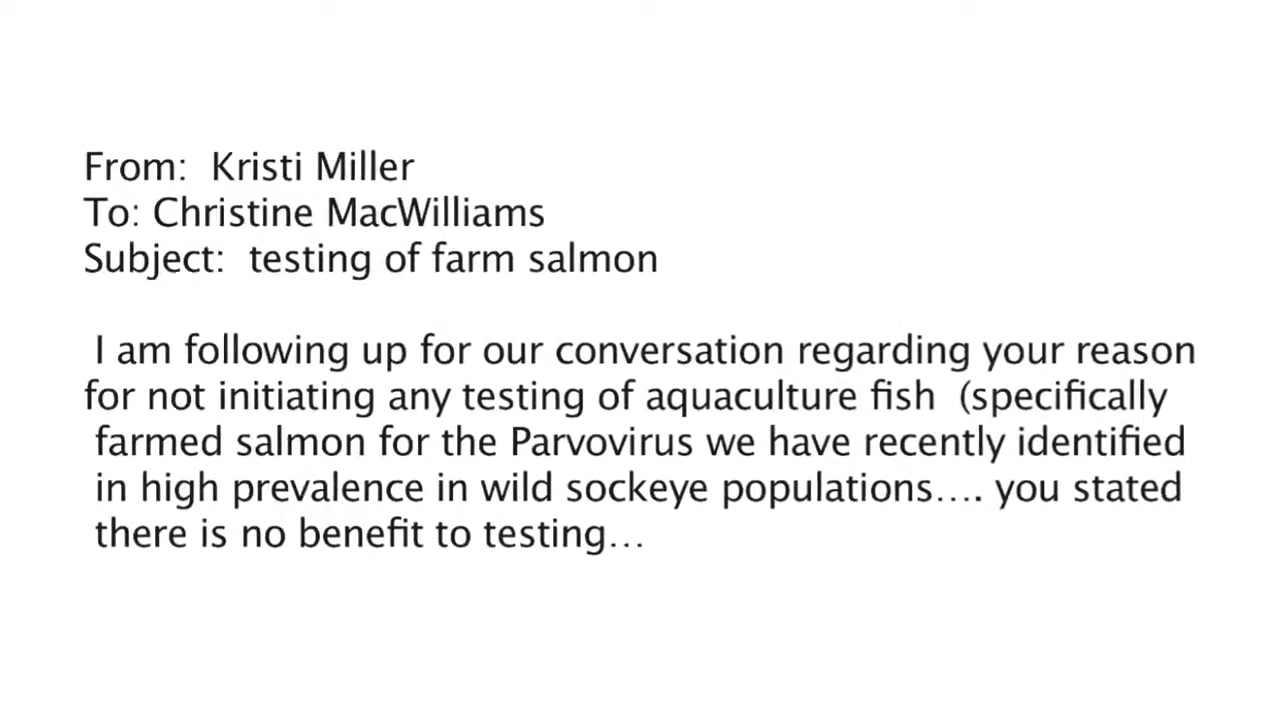 From:  Kristi Miller
To: Christine MacWilliams
Subject:  testing of farm salmon
I am following up for our conversation regarding your reason
for not initiating any testing of aquaculture fish  (specifically
farmed salmon for the Parvovirus we have recently identified
in high prevalence in wild sockeye populations…. you stated
there is no benefit to testing…